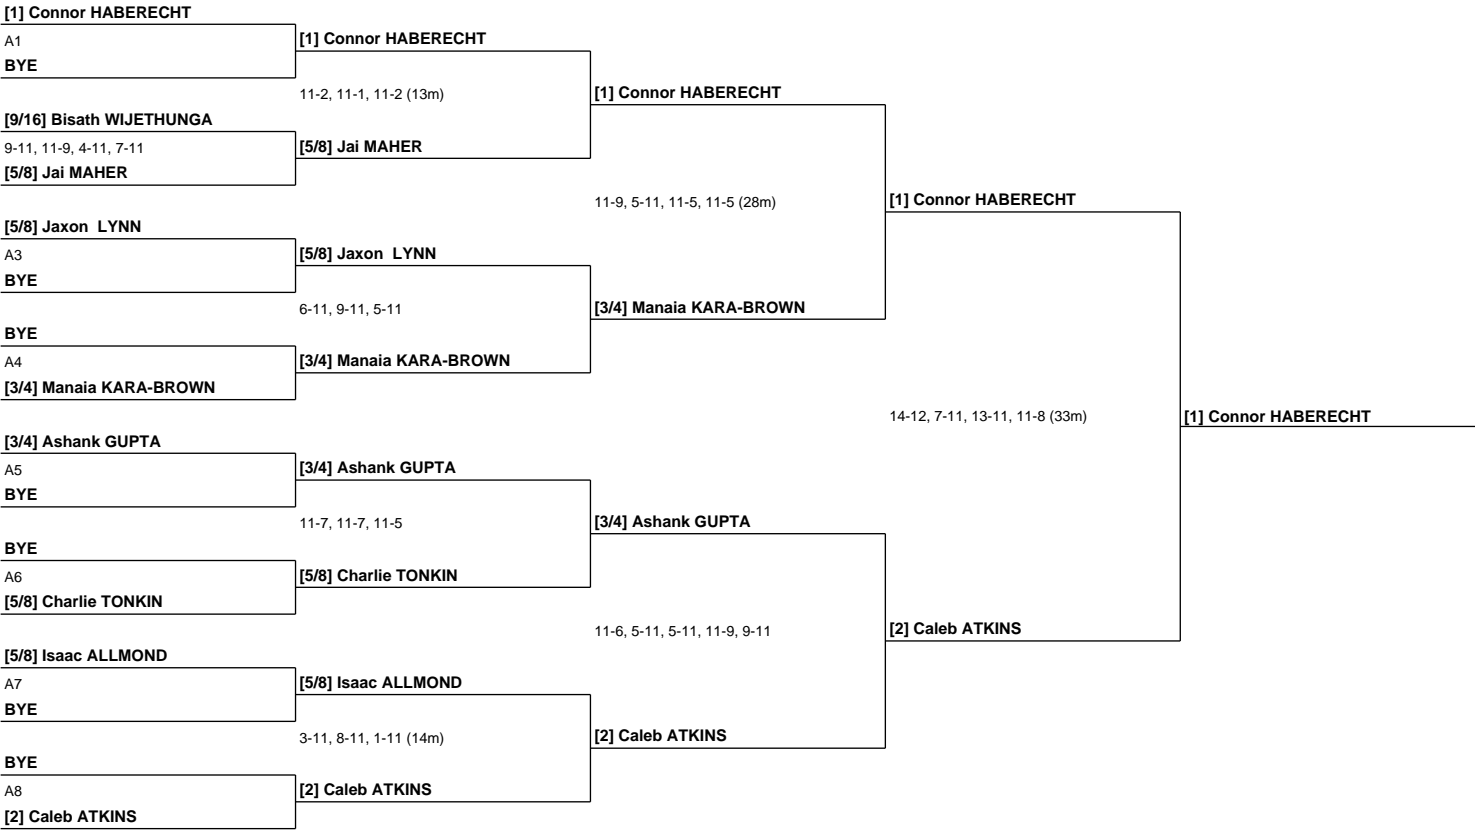 [1] Connor HABERECHT
A1
BYE
[9/16] Bisath WIJETHUNGA
9-11, 11-9, 4-11, 7-11
[5/8] Jai MAHER
[5/8] Jaxon  LYNN
A3
BYE
BYE
A4
[3/4] Manaia KARA-BROWN
[3/4] Ashank GUPTA
A5
BYE
BYE
A6
[5/8] Charlie TONKIN
[5/8] Isaac ALLMOND
A7
BYE
BYE
A8
[2] Caleb ATKINS
[1] Connor HABERECHT
11-2, 11-1, 11-2 (13m)
[5/8] Jai MAHER
[5/8] Jaxon  LYNN
6-11, 9-11, 5-11
[3/4] Manaia KARA-BROWN
[3/4] Ashank GUPTA
11-7, 11-7, 11-5
[5/8] Charlie TONKIN
[5/8] Isaac ALLMOND
3-11, 8-11, 1-11 (14m)
[2] Caleb ATKINS
[1] Connor HABERECHT
11-9, 5-11, 11-5, 11-5 (28m)
[3/4] Manaia KARA-BROWN
[3/4] Ashank GUPTA
11-6, 5-11, 5-11, 11-9, 9-11
[2] Caleb ATKINS
[1] Connor HABERECHT
14-12, 7-11, 13-11, 11-8 (33m)
[2] Caleb ATKINS
[1] Connor HABERECHT